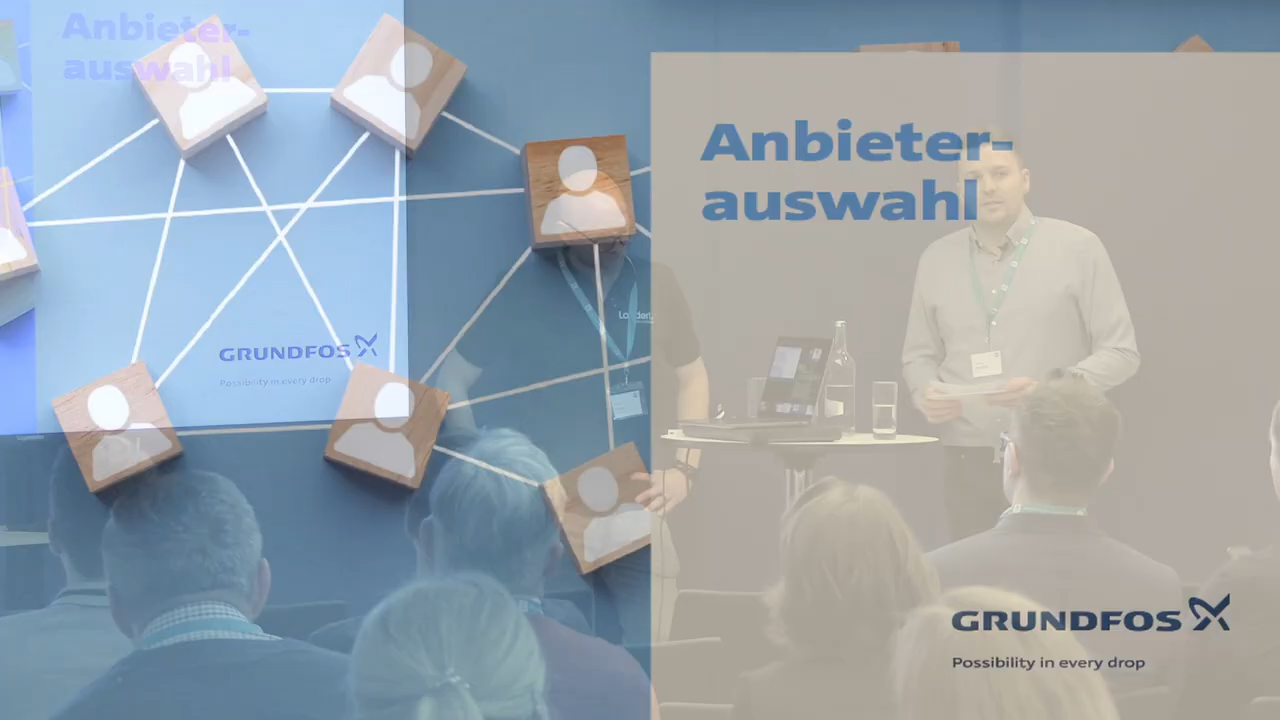 Anbieter-
auswahl
GRUNDFOS
Possibility in every drop
Anbieter-
auswahl
GRUNDFOS
Possibility in every drop